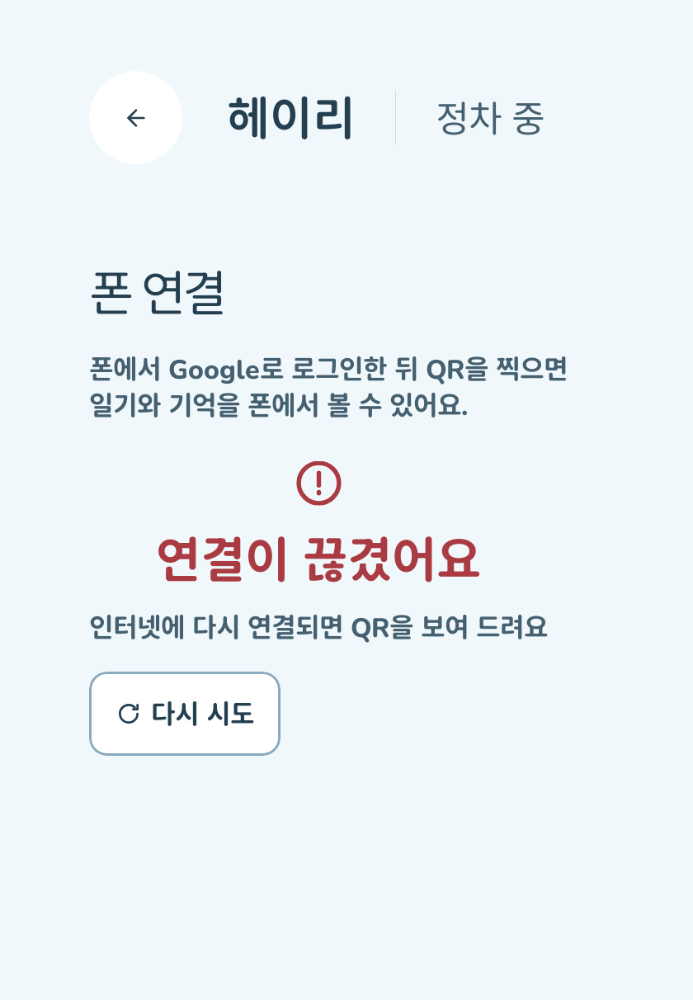 헤이리
정차 중
폰 연결
폰에서 Google로 로그인한 뒤 QR을 찍으면
일기와 기억을 폰에서 볼 수 있어요.
연결이 끊겼어요
인터넷에 다시 연결되면 QR을 보여 드려요
다시 시도